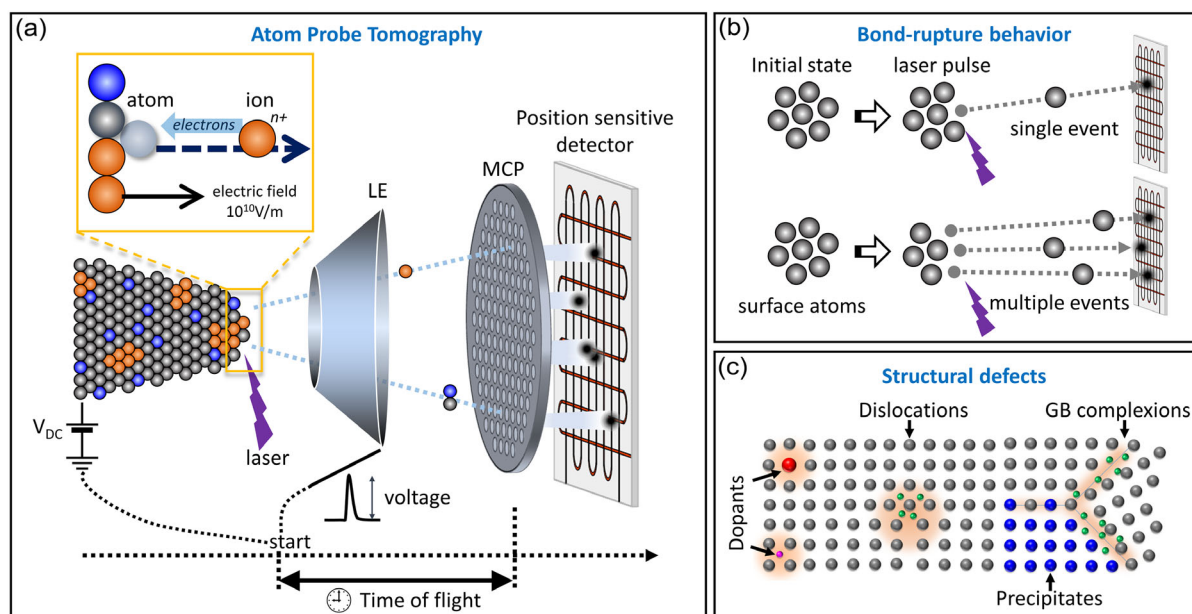 (a)
Atom Probe Tomography
atom
ion
n+
electrons
electric field
10¹⁰V/m
LE
MCP
Position sensitive
detector
V_DC
laser
voltage
start
Time of flight
(b)
Bond-rupture behavior
Initial state
laser pulse
single event
surface atoms
multiple events
(c)
Structural defects
Dislocations
GB complexions
Dopants
Precipitates